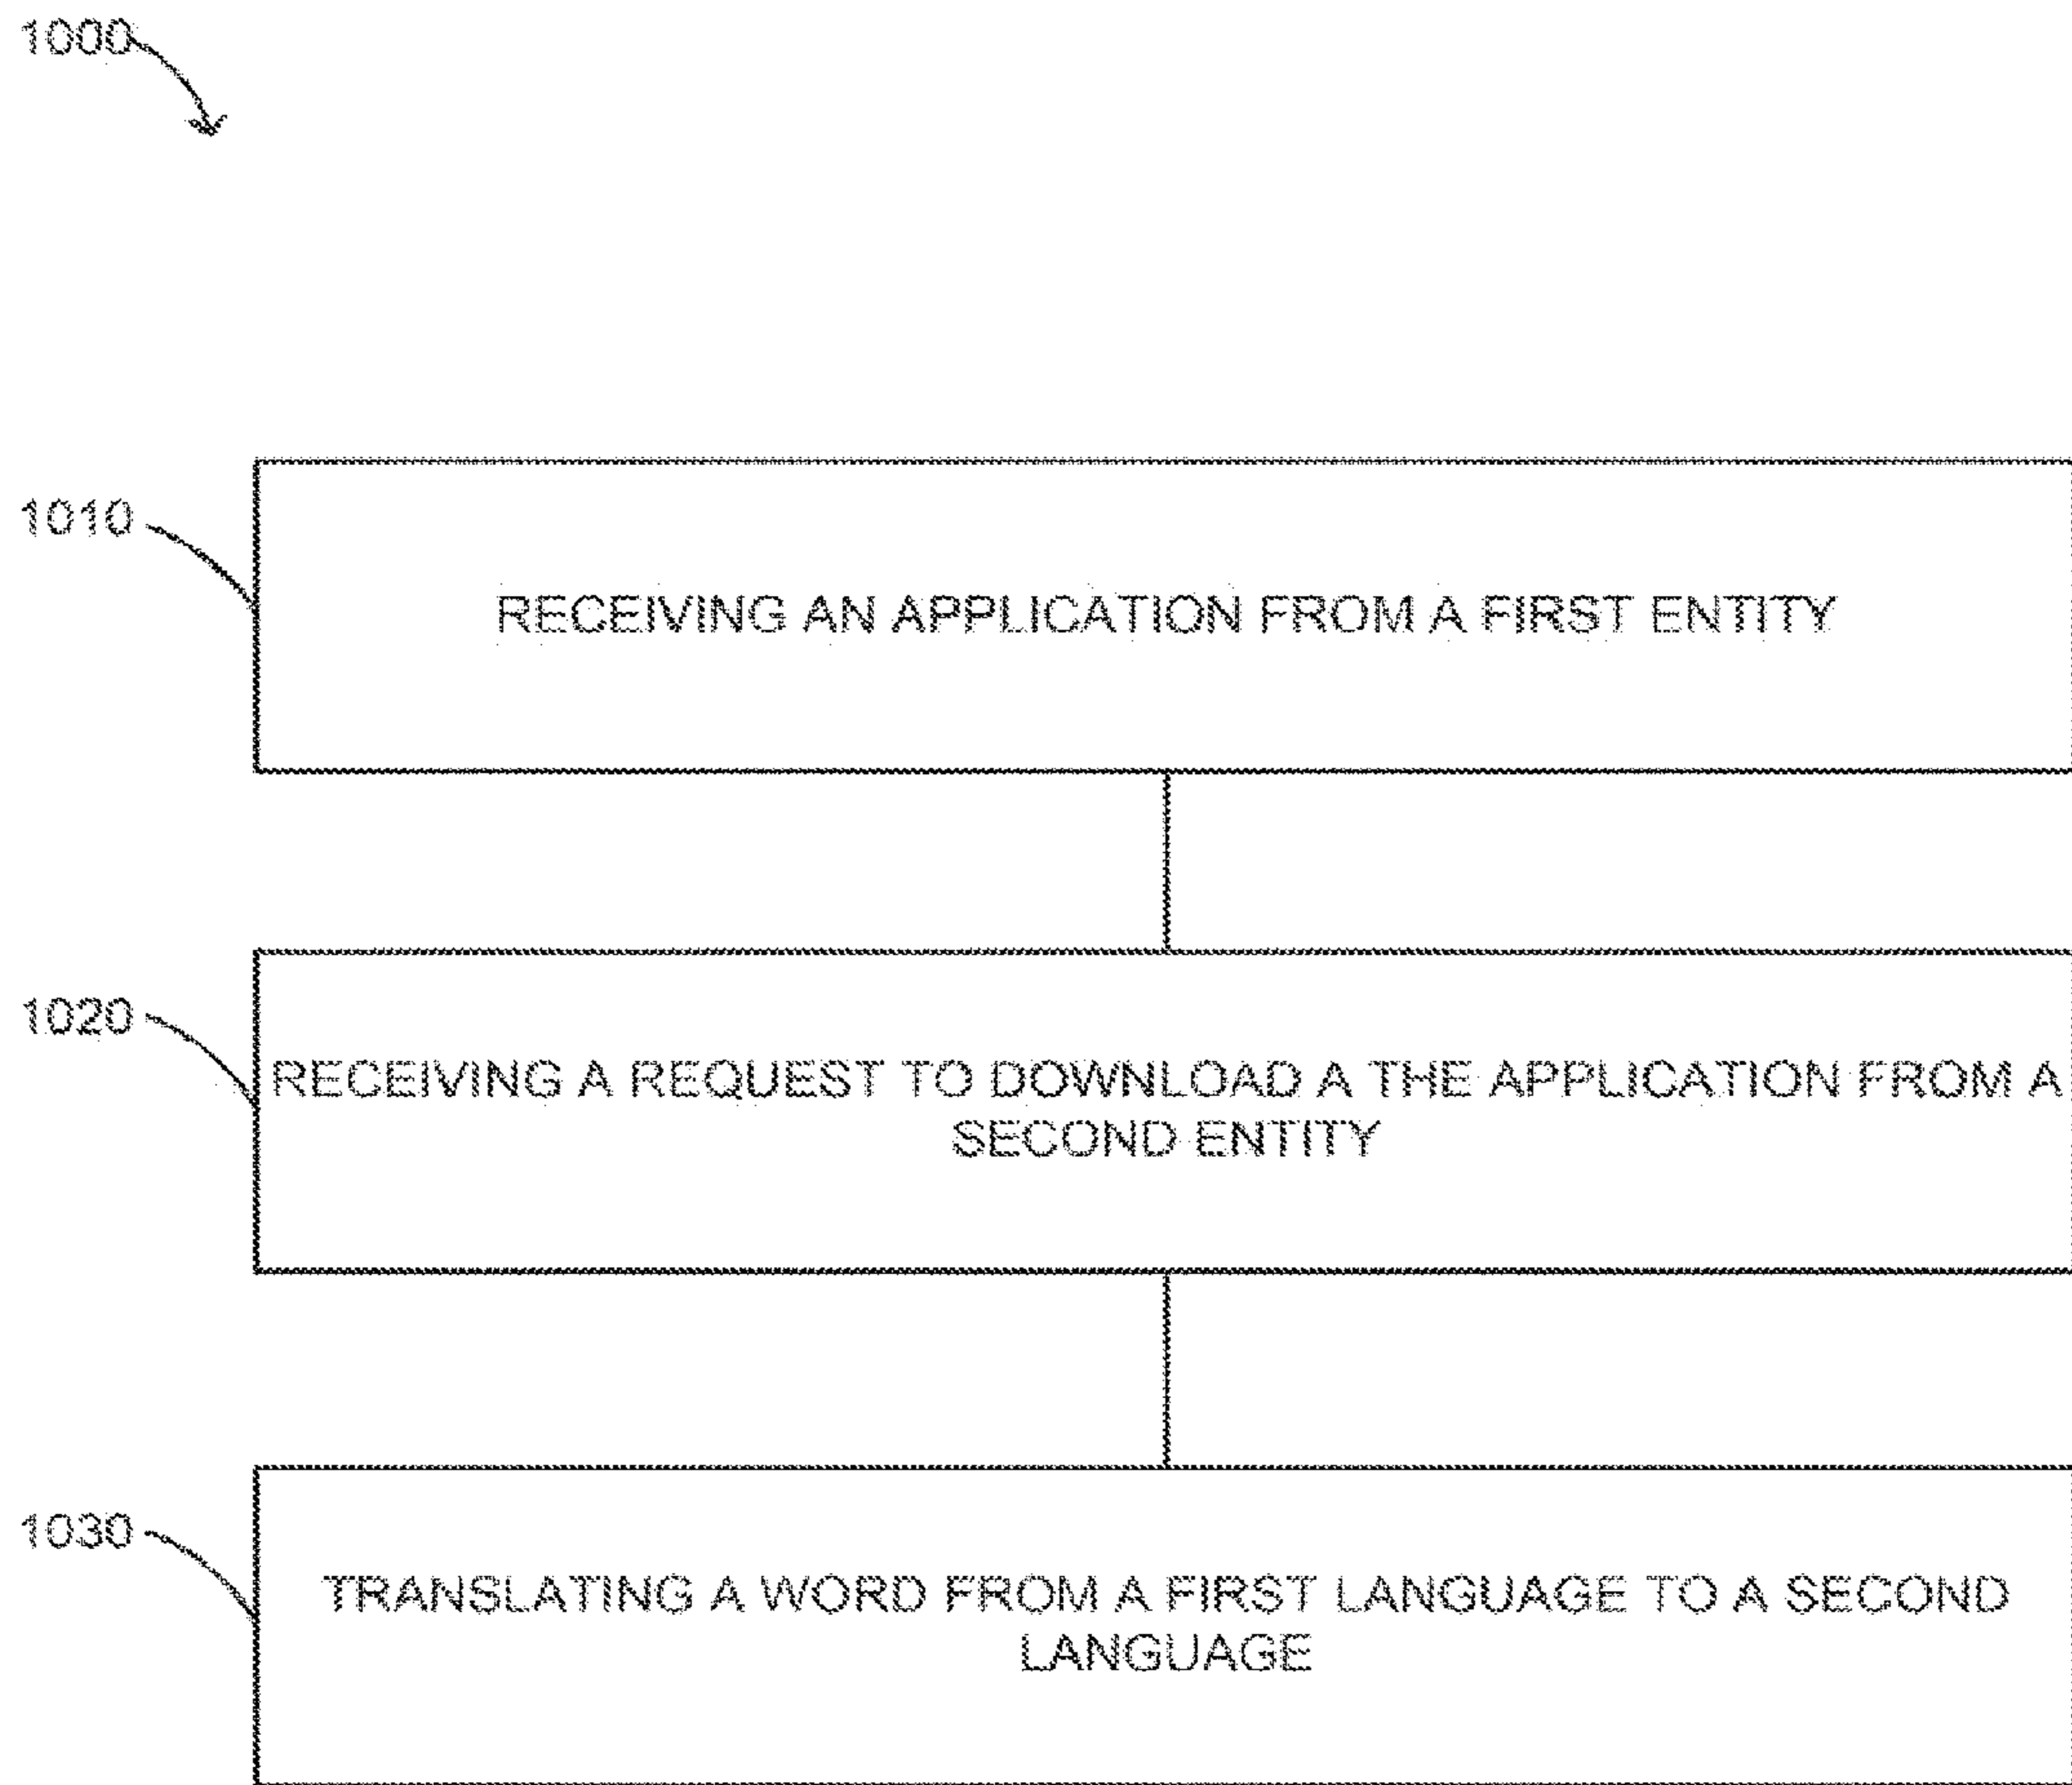 1000
1010
RECEIVING AN APPLICATION FROM A FIRST ENTITY
1020
RECEIVING A REQUEST TO DOWNLOAD A THE APPLICATION FROM A
SECOND ENTITY
1030
TRANSLATING A WORD FROM A FIRST LANGUAGE TO A SECOND
LANGUAGE